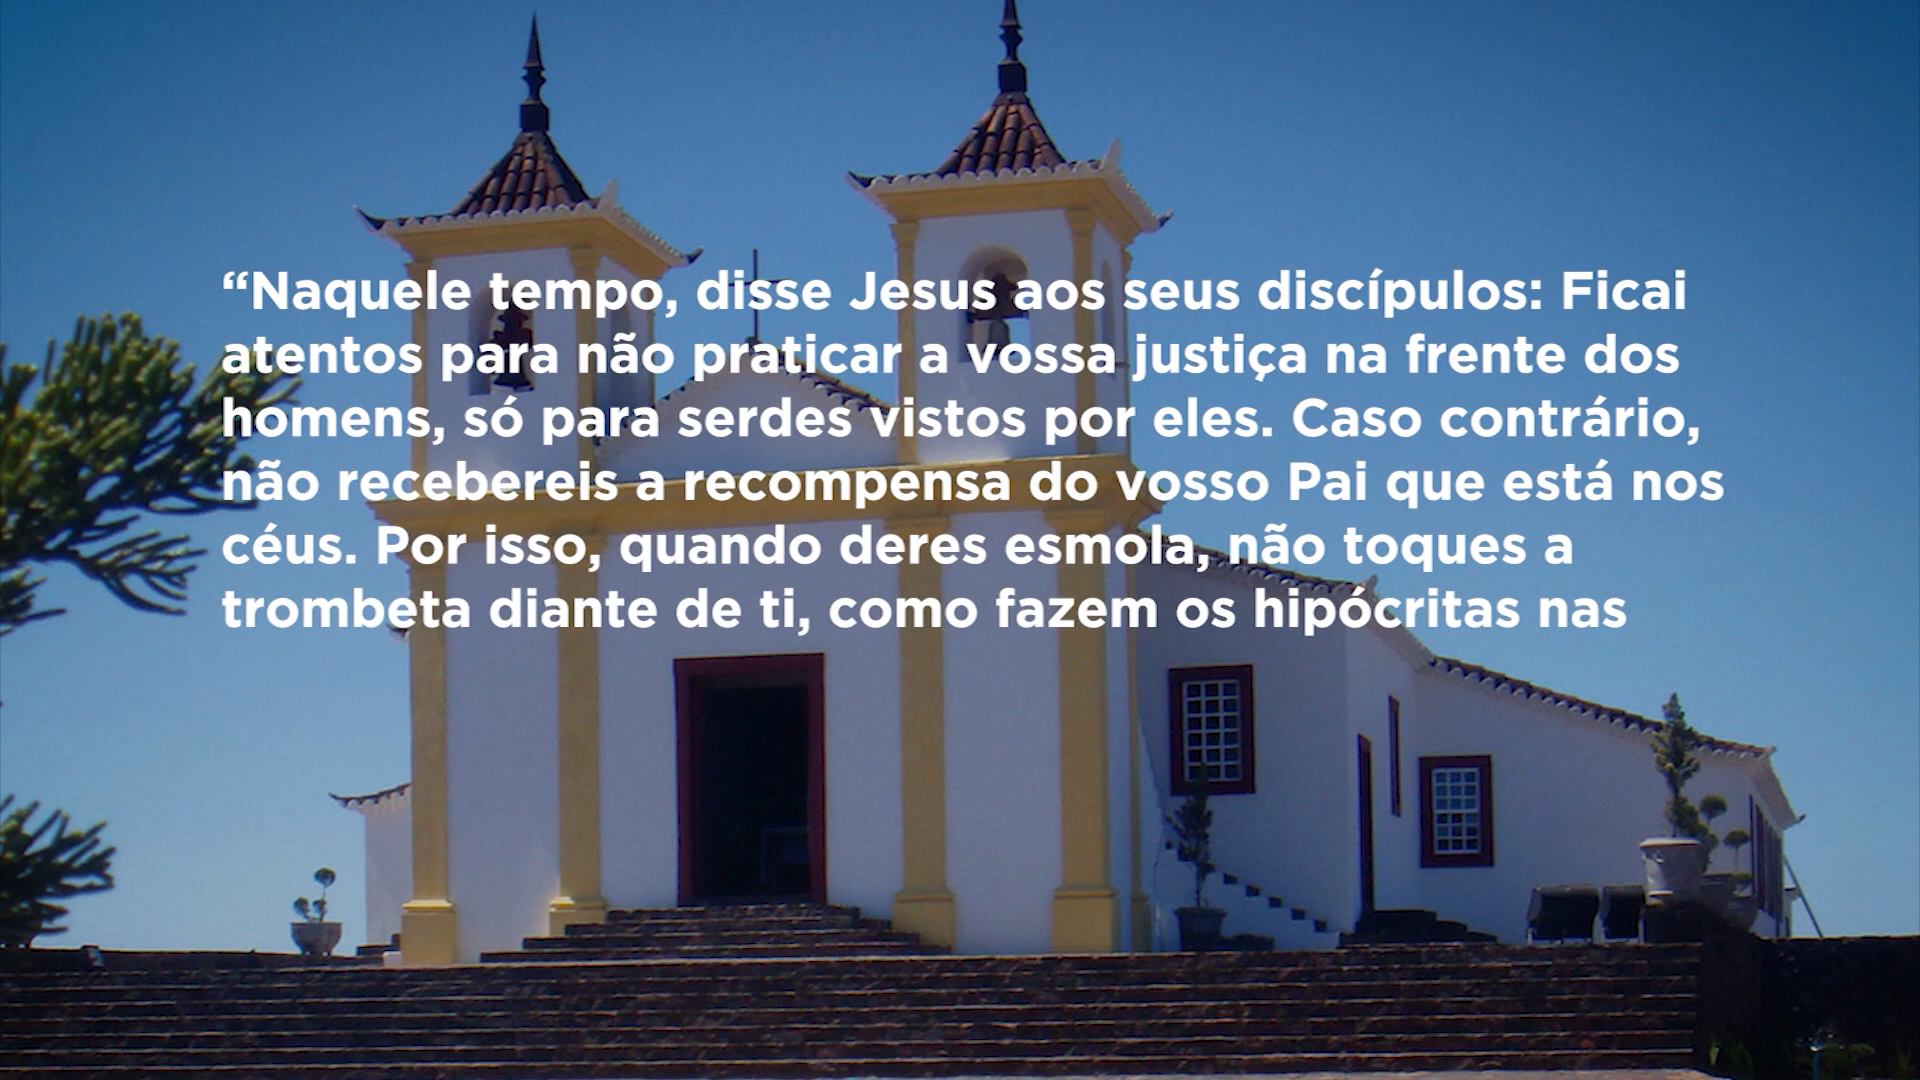 “Naquele tempo, disse Jesus aos seus discípulos: Ficai
atentos para não praticar a vossa justiça na frente dos
homens, só para serdes vistos por eles. Caso contrário,
não recebereis a recompensa do vosso Pai que está nos
céus. Por isso, quando deres esmola, não toques a
trombeta diante de ti, como fazem os hipócritas nas